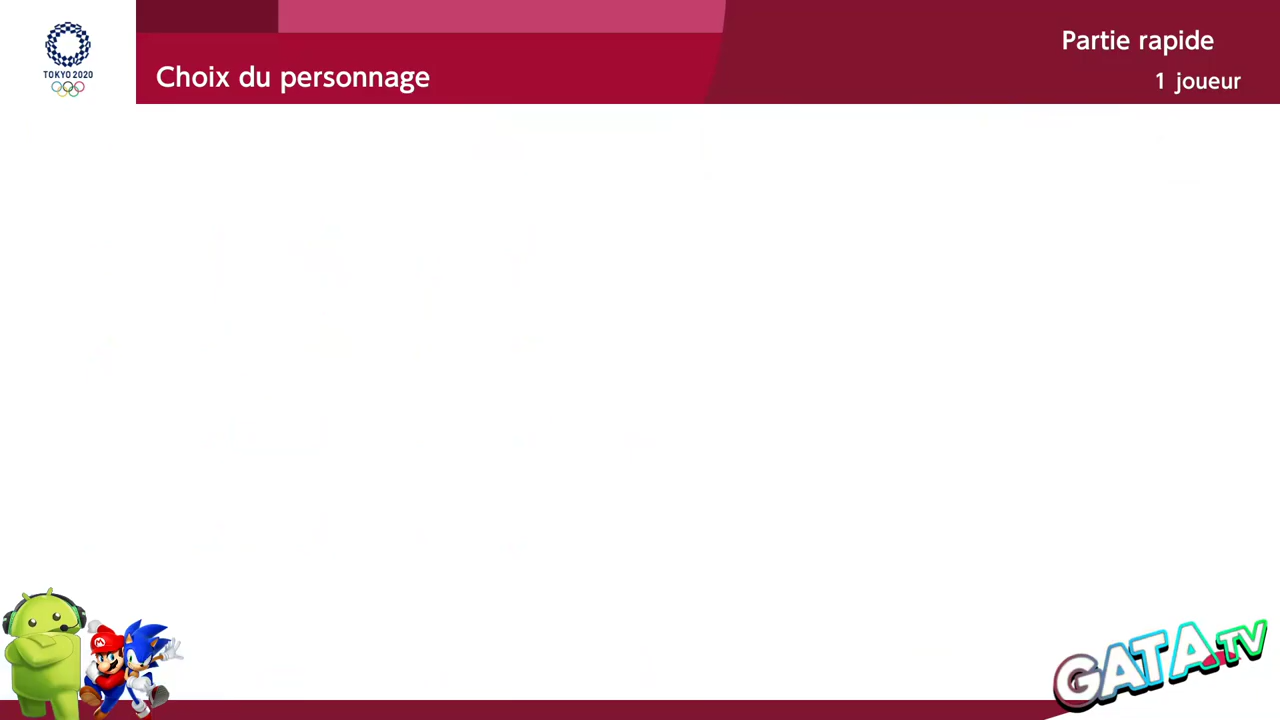 TOKYO 2020
Choix du personnage
Partie rapide
1 joueur
M
GATA TV